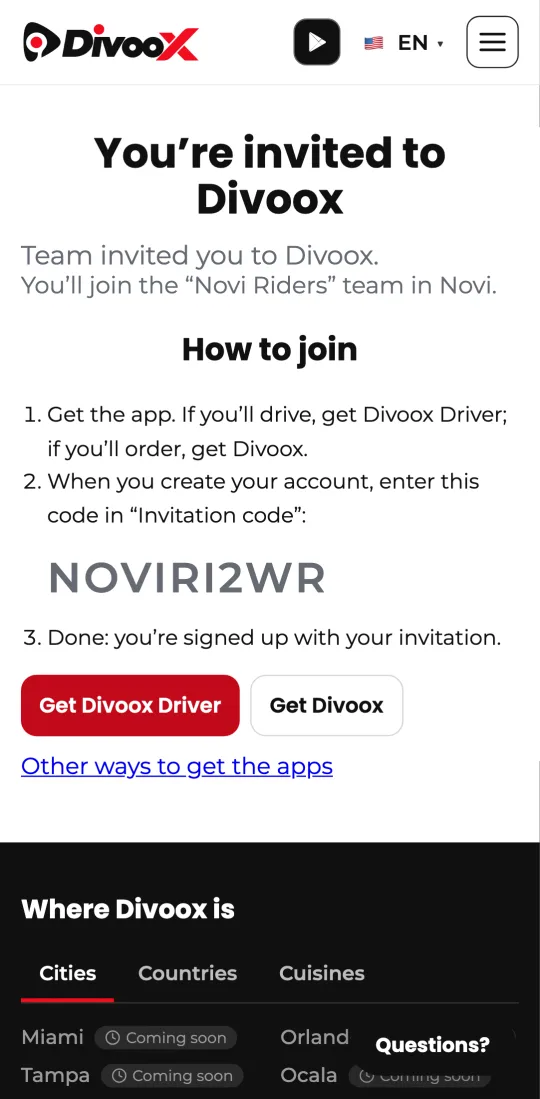 DivooX
EN
You’re invited to
Divoox
Team invited you to Divoox.
You’ll join the “Novi Riders” team in Novi.
How to join
1. Get the app. If you’ll drive, get Divoox Driver;
if you’ll order, get Divoox.
2. When you create your account, enter this
code in “Invitation code”:
NOVIRI2WR
3. Done: you’re signed up with your invitation.
Get Divoox Driver Get Divoox
Other ways to get the apps
Where Divoox is
Cities Countries Cuisines
Miami Coming soon Orland
Questions?
Tampa Coming soon Ocala Coming soon